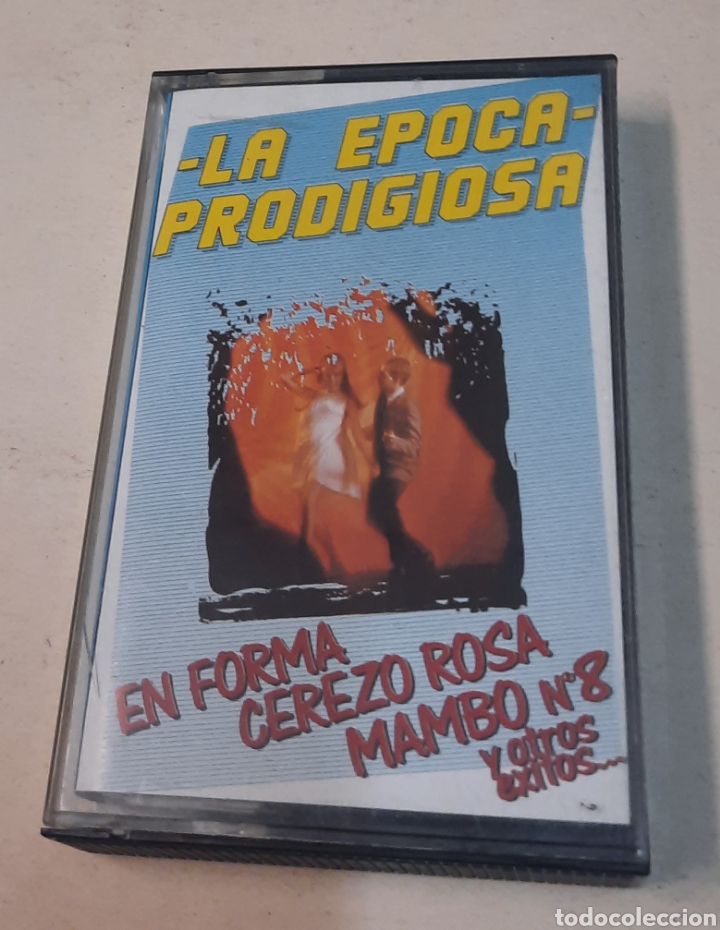 -LA EPOCA-
PRODIGIOSA
EN FORMA
CEREZO ROSA
MAMBO Nº8
y otros
exitos...
todocoleccion